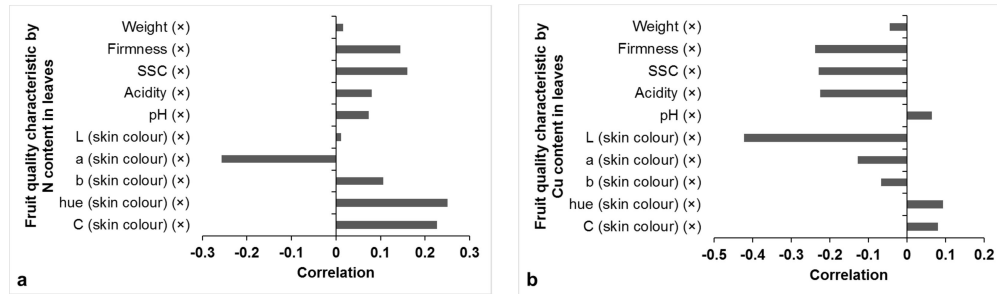 Fruit quality characteristic by
N content in leaves
Weight (×)
Firmness (×)
SSC (×)
Acidity (×)
pH (×)
L (skin colour) (×)
a (skin colour) (×)
b (skin colour) (×)
hue (skin colour) (×)
C (skin colour) (×)
-0.3 -0.2 -0.1 0 0.1 0.2 0.3
Correlation
a
Fruit quality characteristic by
Cu content in leaves
Weight (×)
Firmness (×)
SSC (×)
Acidity (×)
pH (×)
L (skin colour) (×)
a (skin colour) (×)
b (skin colour) (×)
hue (skin colour) (×)
C (skin colour) (×)
-0.5 -0.4 -0.3 -0.2 -0.1 0 0.1 0.2
Correlation
b